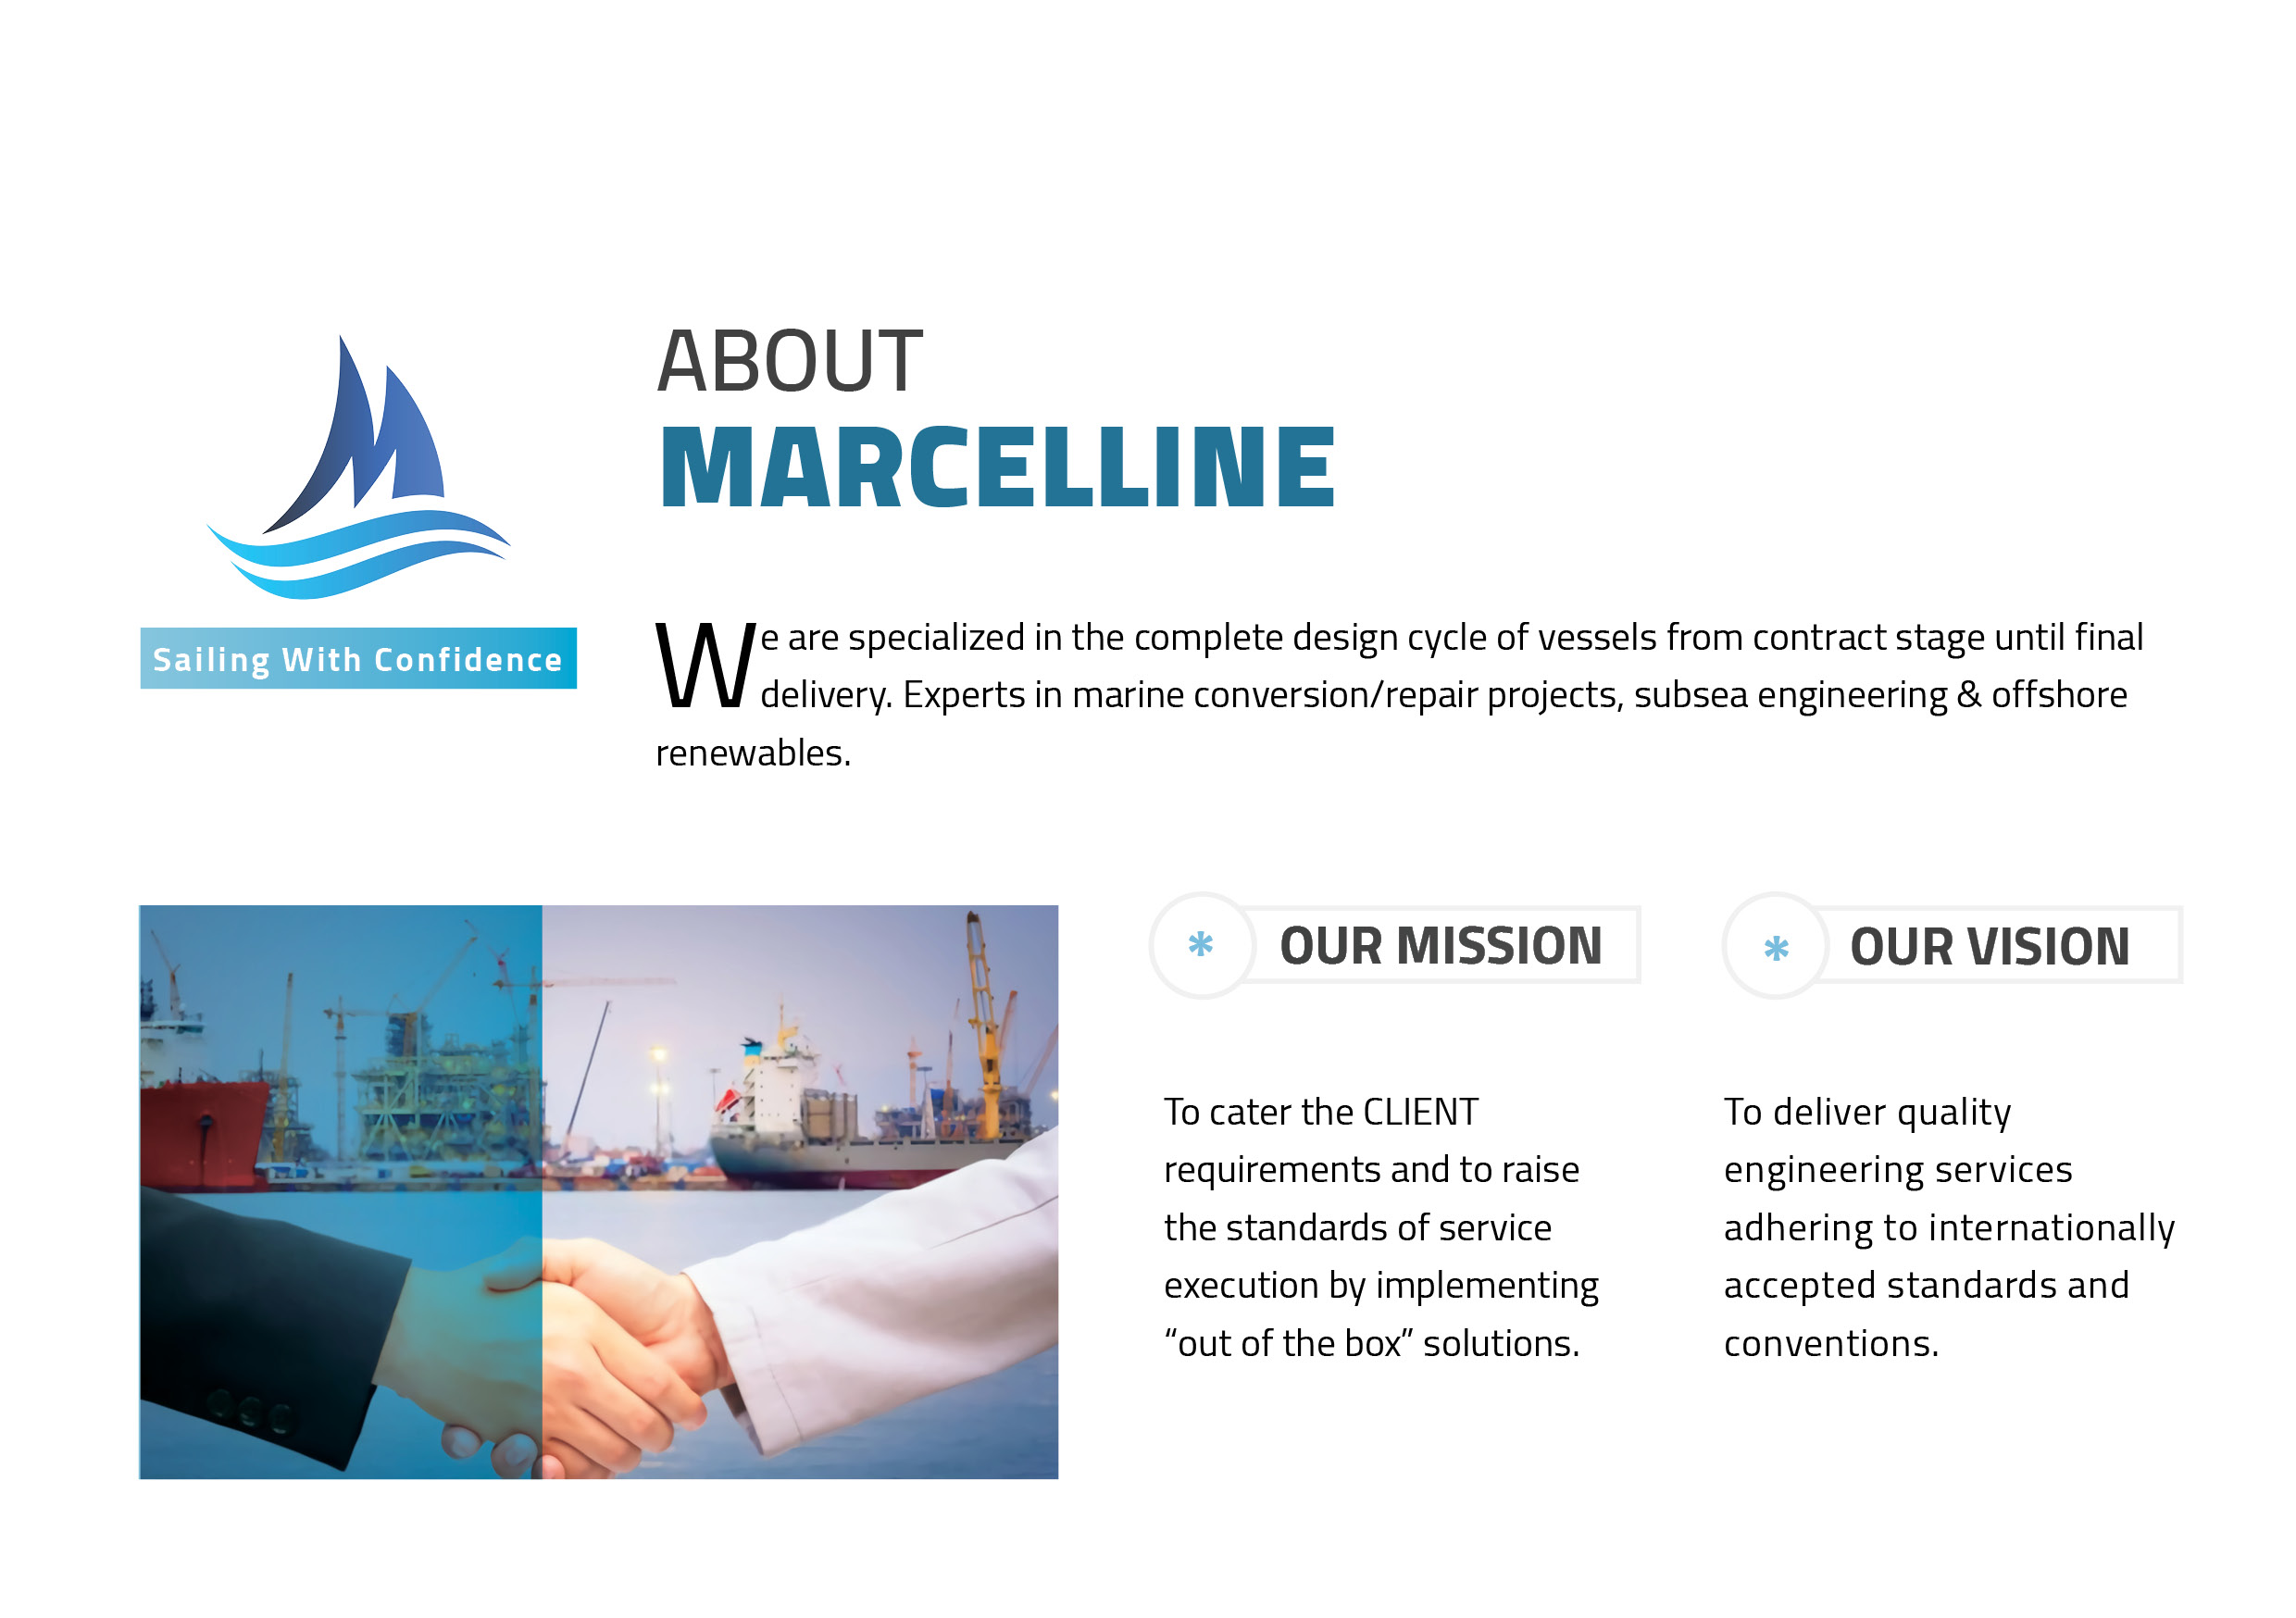 ABOUT
MARCELLINE
Sailing With Confidence
We are specialized in the complete design cycle of vessels from contract stage until final
delivery. Experts in marine conversion/repair projects, subsea engineering & offshore
renewables.
* OUR MISSION
To cater the CLIENT
requirements and to raise
the standards of service
execution by implementing
“out of the box” solutions.
* OUR VISION
To deliver quality
engineering services
adhering to internationally
accepted standards and
conventions.